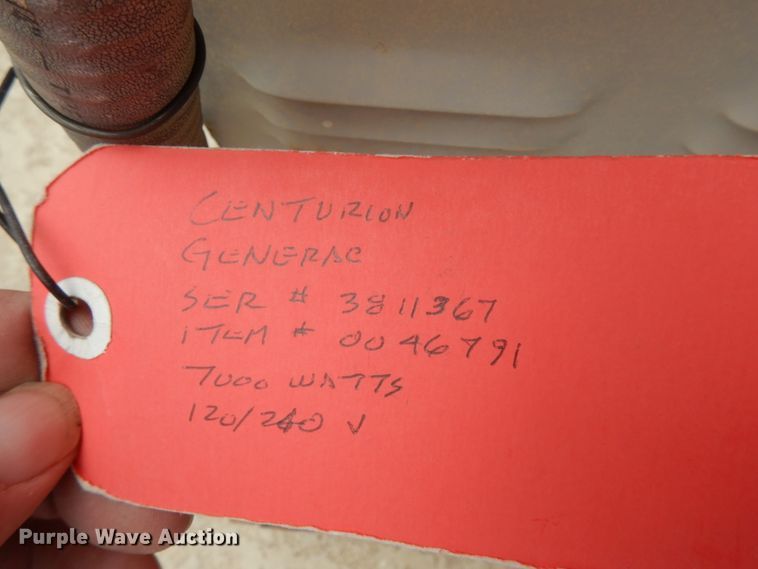 CENTURION
GENERAC
SER # 3811367
ITEM # 0046791
7000 WATTS
120/240 V
Purple Wave Auction